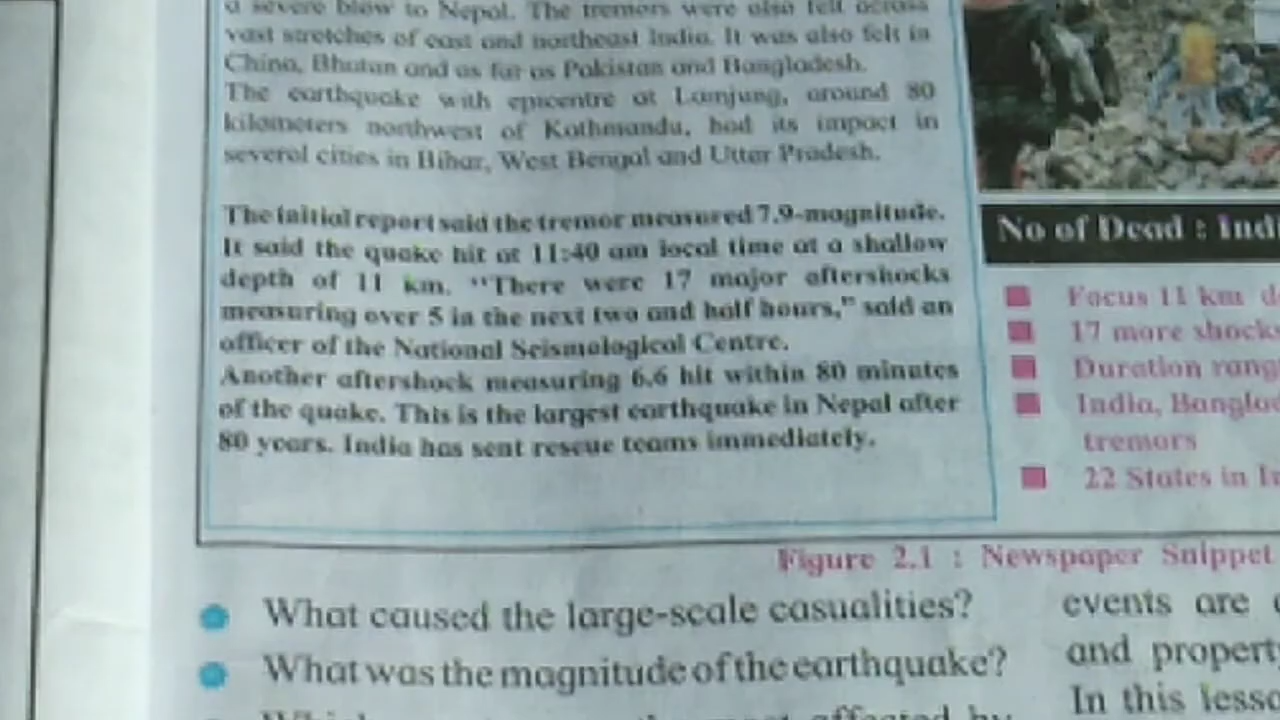 a severe blow to Nepal. The tremors were also felt across
vast stretches of east and northeast India. It was also felt in
China, Bhutan and as far as Pakistan and Bangladesh.
The earthquake with epicentre at Lamjung, around 80
kilometers northwest of Kathmandu, had its impact in
several cities in Bihar, West Bengal and Uttar Pradesh.
The initial report said the tremor measured 7.9-magnitude.
It said the quake hit at 11:40 am local time at a shallow
depth of 11 km. "There were 17 major aftershocks
measuring over 5 in the next two and half hours," said an
officer of the National Seismological Centre.
Another aftershock measuring 6.6 hit within 80 minutes
of the quake. This is the largest earthquake in Nepal after
80 years. India has sent rescue teams immediately.
No of Dead : Indi
Focus 11 km d
17 more shocks
Duration rang
India, Banglad
tremors
22 States in In
Figure 2.1 : Newspaper Snippet
What caused the large-scale casualities?
What was the magnitude of the earthquake?
affected by
events are
and property
In this lesso